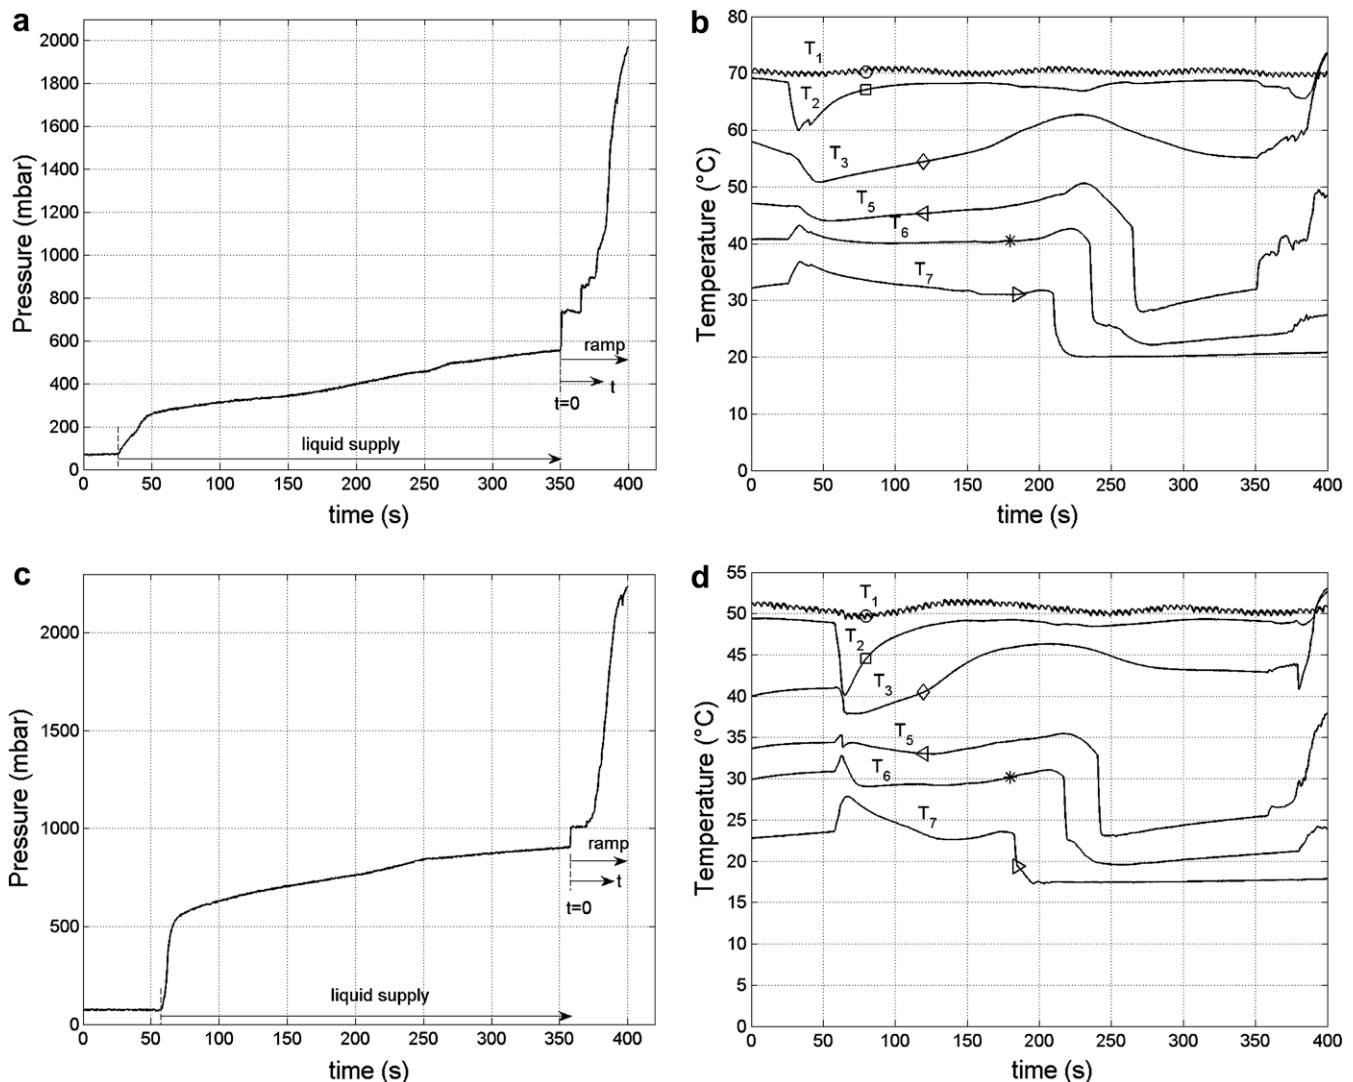 a
Pressure (mbar)
2000
1800
1600
1400
1200
1000
800
600
400
200
0
ramp
t
t=0
liquid supply
0 50 100 150 200 250 300 350 400
time (s)
b
Temperature (°C)
80
70
60
50
40
30
20
10
0
T1
T2
T3
T5
T6
T7
0 50 100 150 200 250 300 350 400
time (s)
c
Pressure (mbar)
2000
1500
1000
500
0
ramp
t
t=0
liquid supply
0 50 100 150 200 250 300 350 400
time (s)
d
Temperature (°C)
55
50
45
40
35
30
25
20
15
10
5
0
T1
T2
T3
T5
T6
T7
0 50 100 150 200 250 300 350 400
time (s)